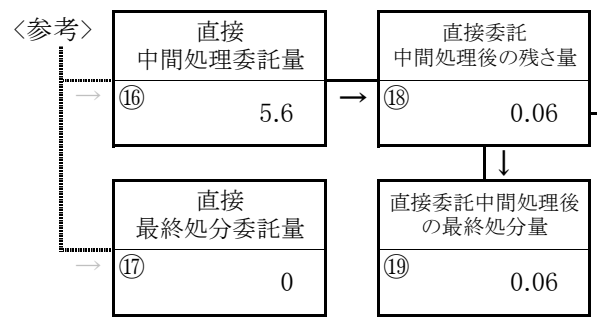 〈参考〉
直接
中間処理委託量
→
⑯
5.6
→
直接委託
中間処理後の残さ量
⑱
0.06
↓
直接
最終処分委託量
→
⑰
0
直接委託中間処理後
の最終処分量
⑲
0.06